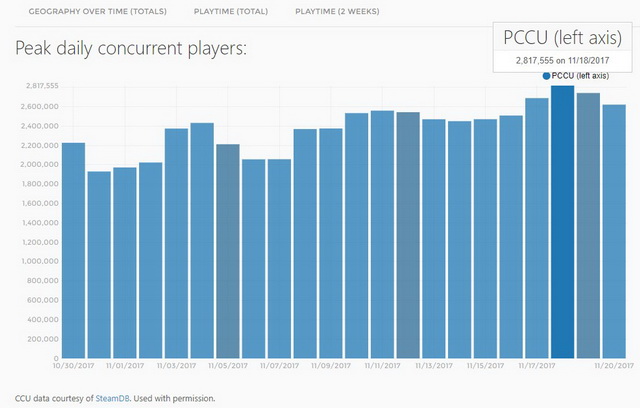 GEOGRAPHY OVER TIME (TOTALS) PLAYTIME (TOTAL) PLAYTIME (2 WEEKS)
Peak daily concurrent players:
PCCU (left axis)
2,817,555 on 11/18/2017
PCCU (left axis)
2,817,555
2,600,000
2,400,000
2,200,000
2,000,000
1,800,000
1,600,000
1,400,000
1,200,000
1,000,000
800,000
600,000
400,000
200,000
0
10/30/2017 11/01/2017 11/03/2017 11/05/2017 11/07/2017 11/09/2017 11/11/2017 11/13/2017 11/15/2017 11/17/2017 11/20/2017
CCU data courtesy of SteamDB. Used with permission.